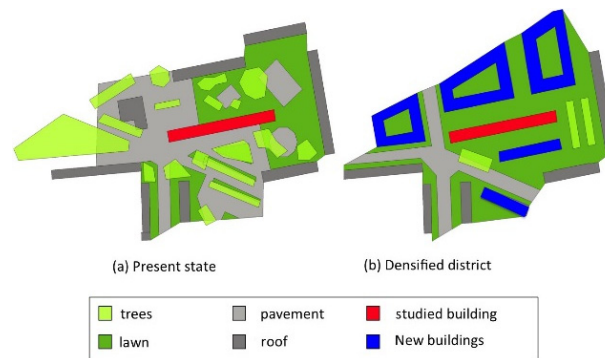 (a) Present state
(b) Densified district
trees
pavement
studied building
lawn
roof
New buildings